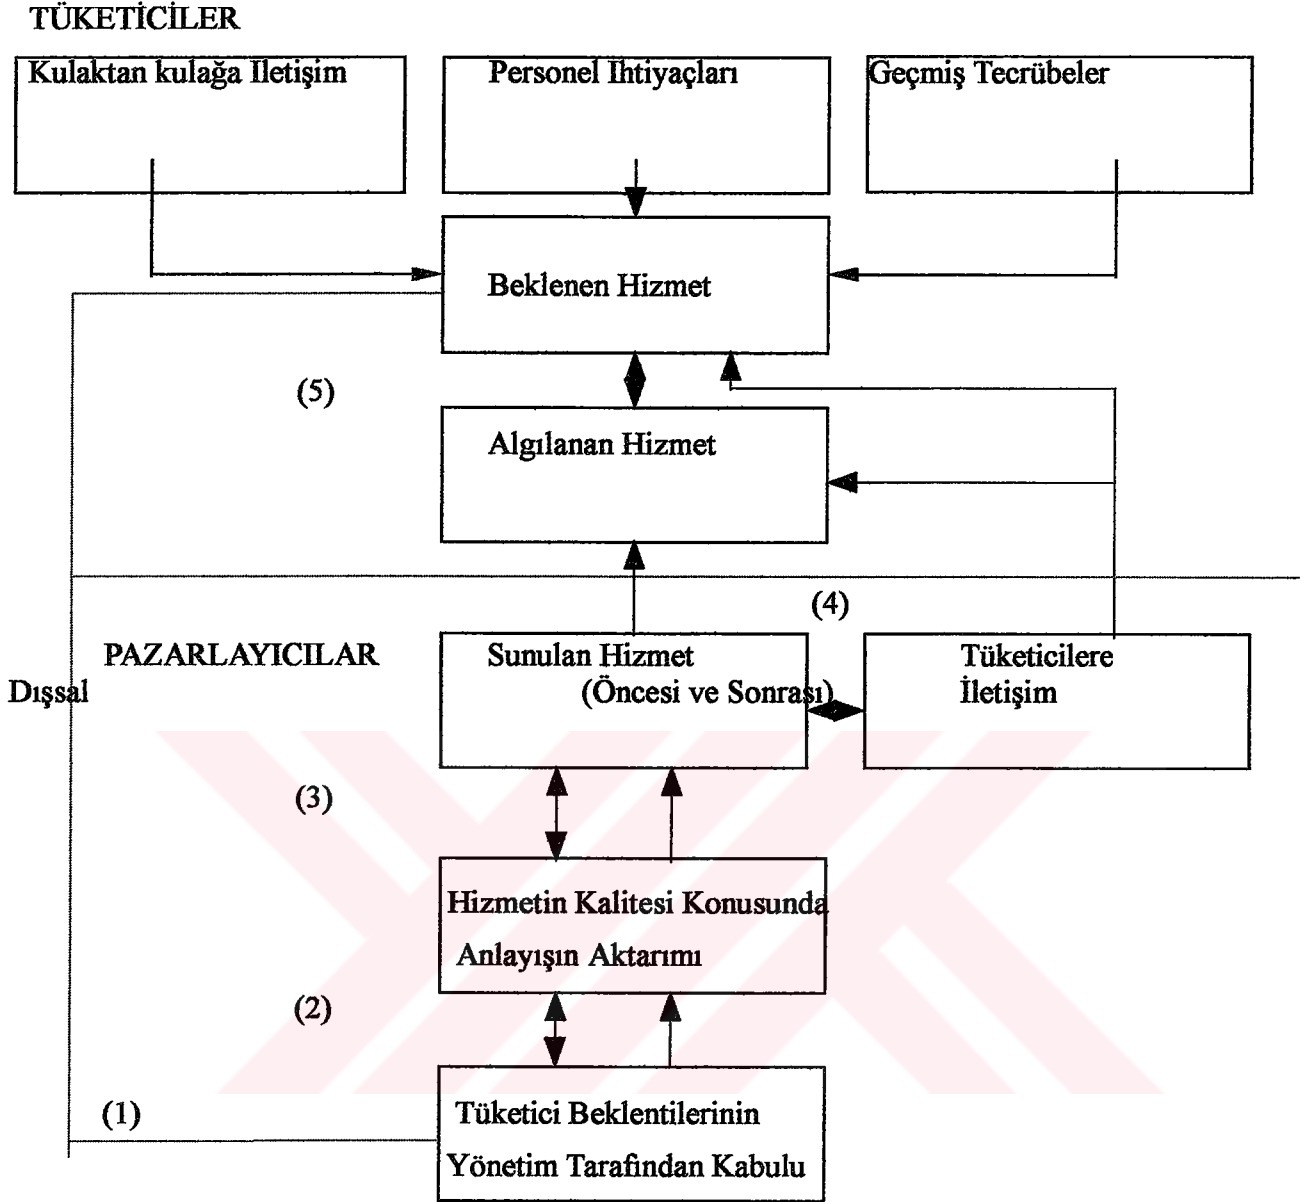 TÜKETİCİLER
Kulaktan kulağa Iletişim
Personel Ihtiyaçları
Geçmiş Tecrübeler
Beklenen Hizmet
(5)
Algılanan Hizmet
(4)
PAZARLAYICILAR
Sunulan Hizmet
(Öncesi ve Sonrası)
Tüketicilere
İletişim
Dışsal
(3)
Hizmetin Kalitesi Konusunda
Anlayışın Aktarımı
(2)
(1)
Tüketici Beklentilerinin
Yönetim Tarafından Kabulu